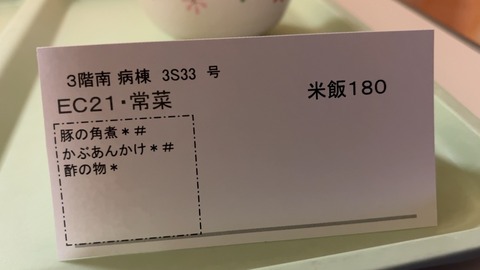 3階南 病棟 3S33 号
EC21・常菜
米飯180
豚の角煮*#
かぶあんかけ*#
酢の物*